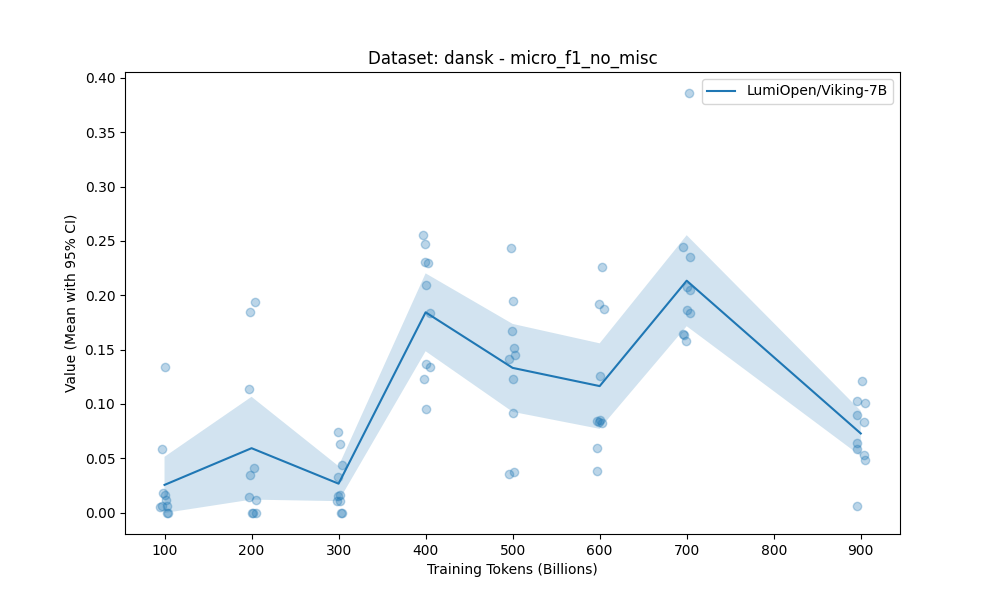 Dataset: dansk - micro_f1_no_misc
LumiOpen/Viking-7B
Value (Mean with 95% CI)
0.40
0.35
0.30
0.25
0.20
0.15
0.10
0.05
0.00
100 200 300 400 500 600 700 800 900
Training Tokens (Billions)